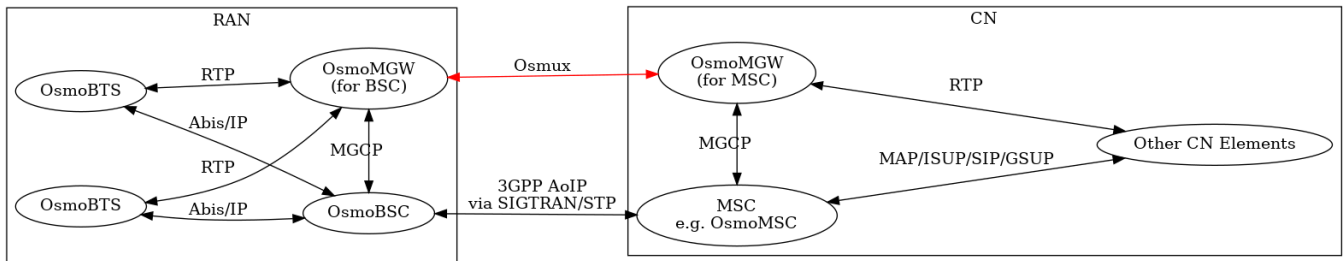 RAN
CN
OsmoBTS
RTP
OsmoMGW
(for BSC)
Osmux
OsmoMGW
(for MSC)
RTP
Abis/IP
RTP
MGCP
MGCP
Other CN Elements
MAP/ISUP/SIP/GSUP
OsmoBTS
Abis/IP
OsmoBSC
3GPP AoIP
via SIGTRAN/STP
MSC
e.g. OsmoMSC